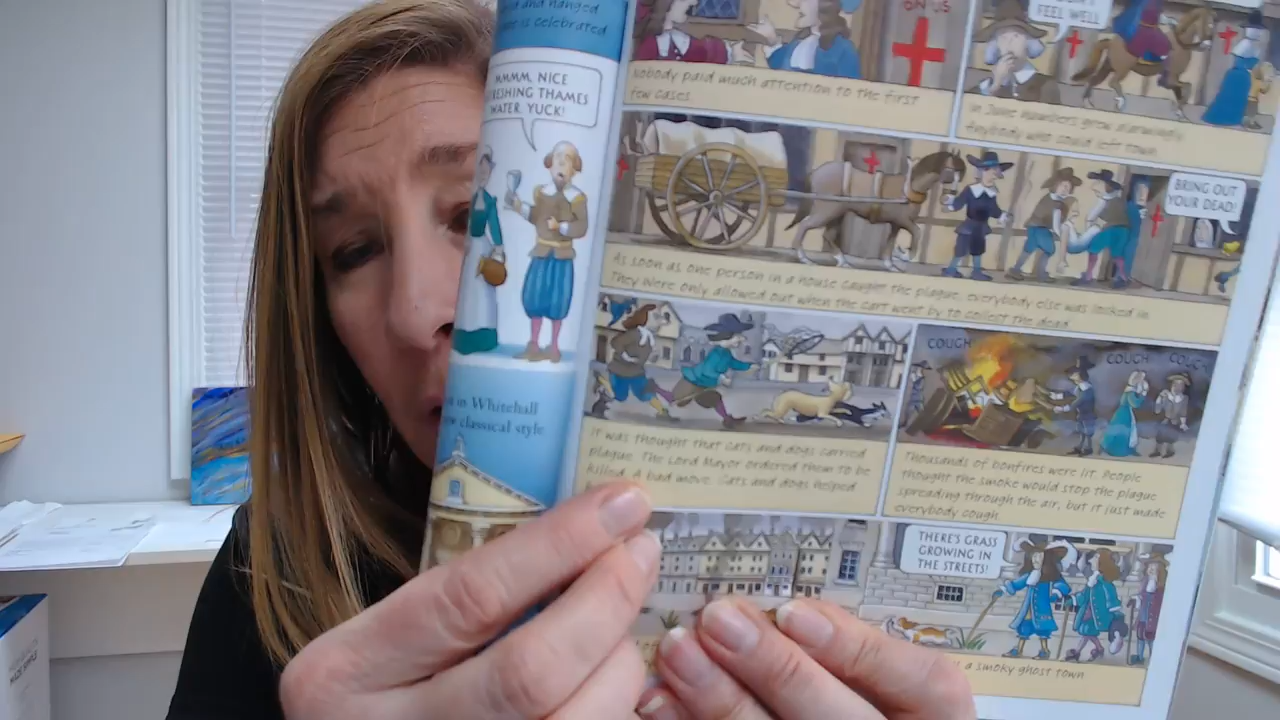 and hanged
is celebrated
MMMM, NICE
THAMES
WATER. YUCK!
in Whitehall
classical style
ON US
Nobody paid much attention to the first
few cases.
FEEL WELL
In June numbers grew alarmingly.
Anybody who could left town.
BRING OUT
YOUR DEAD!
As soon as one person in a house caught the plague, everybody else was locked in.
They were only allowed out when the cart went by to collect the dead.
It was thought that cats and dogs carried
plague. The Lord Mayor ordered them to be
killed. A bad move. Cats and dogs helped
COUGH
COUGH
Thousands of bonfires were lit. People
thought the smoke would stop the plague
spreading through the air, but it just made
everybody cough.
THERE'S GRASS
GROWING IN
THE STREETS!
a smoky ghost town
MADE SIMPLE